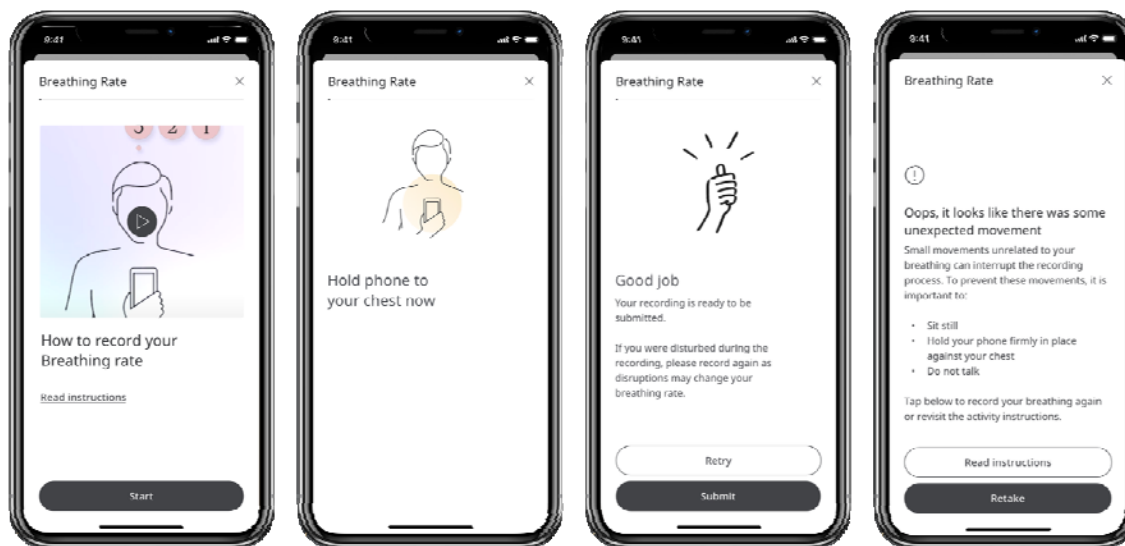 9:41
Breathing Rate
3 2 1
How to record your
Breathing rate
Read instructions
Start
9:41
Breathing Rate
Hold phone to
your chest now
9:41
Breathing Rate
Good job
Your recording is ready to be
submitted.
If you were disturbed during the
recording, please record again as
disruptions may change your
breathing rate.
Retry
Submit
9:41
Breathing Rate
Oops, it looks like there was some
unexpected movement
Small movements unrelated to your
breathing can interrupt the recording
process. To prevent these movements, it is
important to:
• Sit still
• Hold your phone firmly in place
against your chest
• Do not talk
Tap below to record your breathing again
or revisit the activity instructions.
Read instructions
Retake